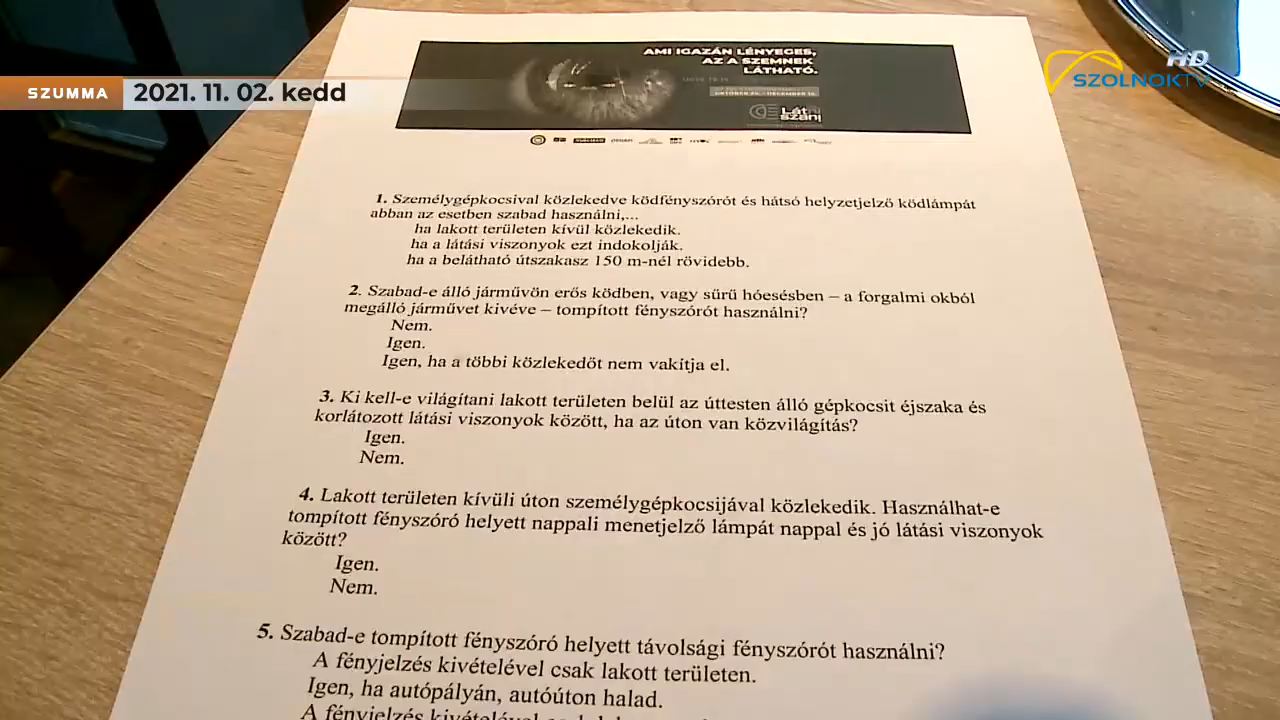 SZUMMA
2021. 11. 02. kedd
HD
SZOLNOKTV
AMI IGAZÁN LÉNYEGES,
AZ A SZEMNEK
LÁTHATÓ.
1. Személygépkocsival közlekedve ködfényszórót és hátsó helyzetjelző ködlámpát
abban az esetben szabad használni,...
ha lakott területen kívül közlekedik.
ha a látási viszonyok ezt indokolják.
ha a belátható útszakasz 150 m-nél rövidebb.
2. Szabad-e álló járművön erős ködben, vagy sűrű hóesésben – a forgalmi okból
megálló járművet kivéve – tompított fényszórót használni?
Nem.
Igen.
Igen, ha a többi közlekedőt nem vakítja el.
3. Ki kell-e világítani lakott területen belül az úttesten álló gépkocsit éjszaka és
korlátozott látási viszonyok között, ha az úton van közvilágítás?
Igen.
Nem.
4. Lakott területen kívüli úton személygépkocsijával közlekedik. Használhat-e
tompított fényszóró helyett nappali menetjelző lámpát nappal és jó látási viszonyok
között?
Igen.
Nem.
5. Szabad-e tompított fényszóró helyett távolsági fényszórót használni?
A fényjelzés kivételével csak lakott területen.
Igen, ha autópályán, autóúton halad.
A fényjelzés kivételével